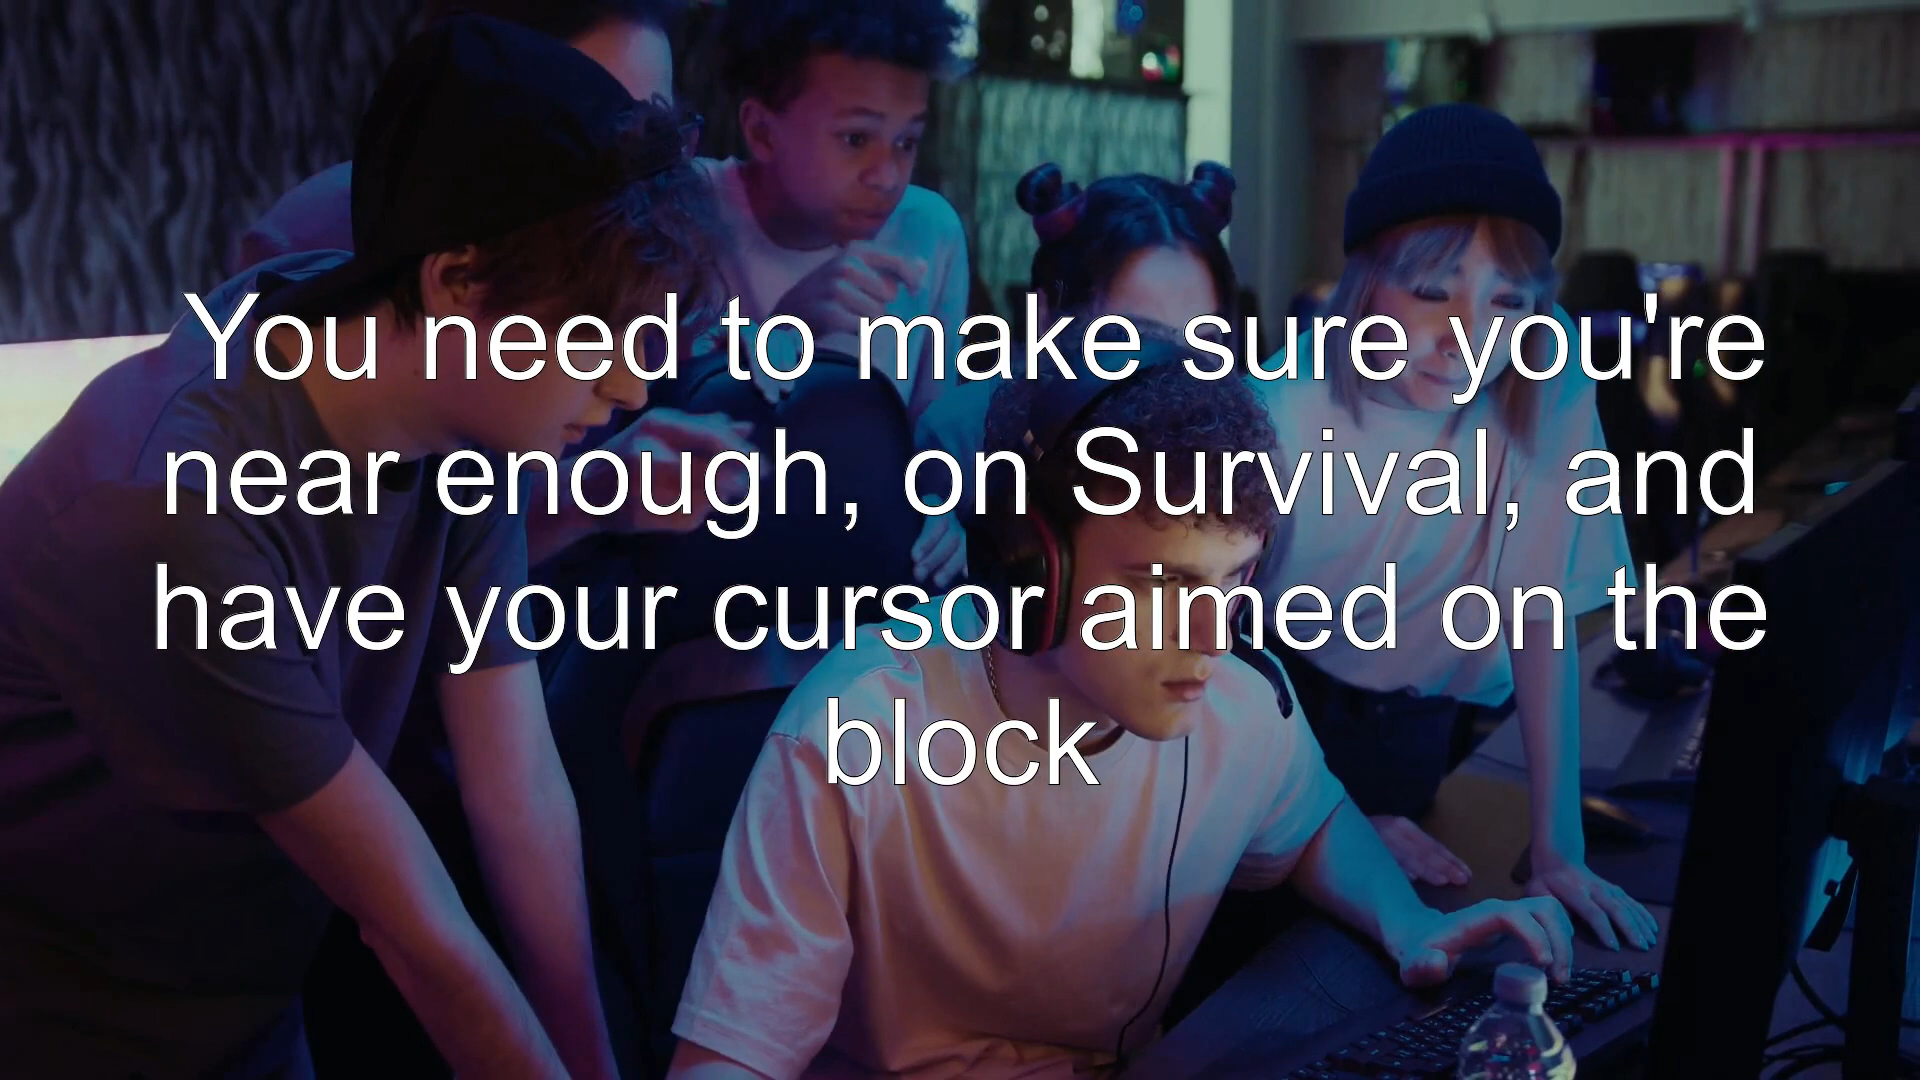 You need to make sure you're
near enough, on Survival, and
have your cursor aimed on the
block